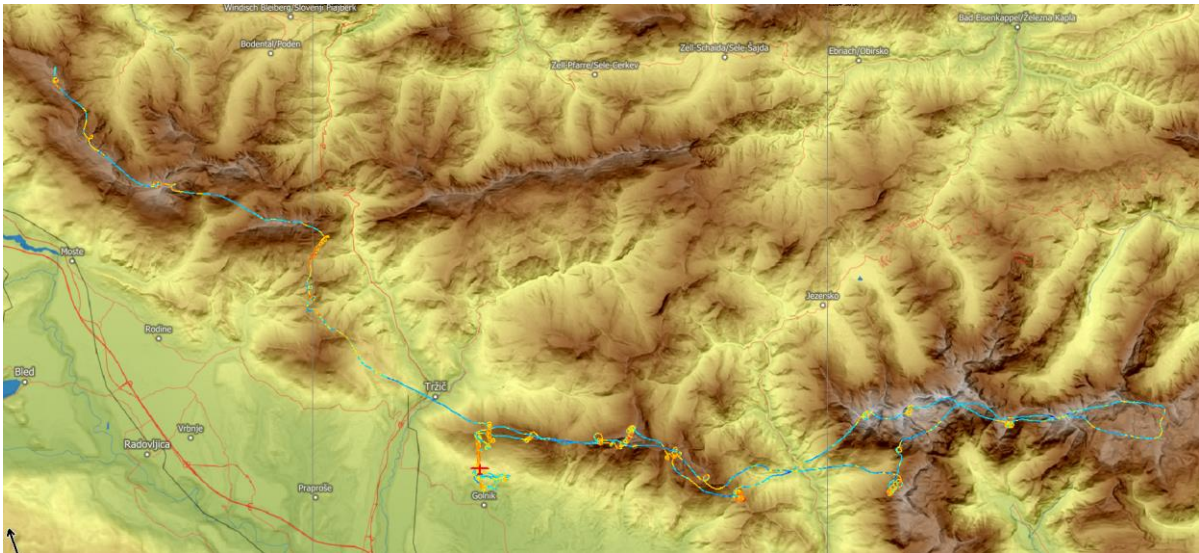 Windisch Bleiberg/Slovenji Plajberk
Bad Eisenkappel/Železna Kapla
Bodental/Poden
Zell-Schaida/Sele-Šajda
Ebriach/Obirsko
Zell-Pfarre/Sele-Cerkev
Moste
Jezersko
Rodine
Bled
Tržič
Vrbnje
Radovljica
Praproše
Golnik